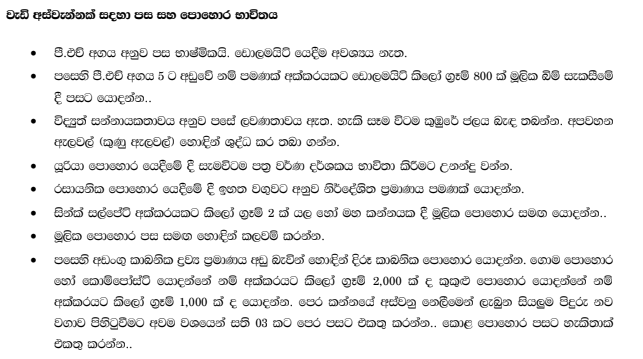 වැඩි අස්වැන්නක් සඳහා පස සහ පොහොර භාවිතය
• පී.එච් අගය අනුව පස භාෂ්මිකයි. ඩොලමයිට් යෙදීම අවශ්‍යය නැත.
• පසෙහි පී.එච් අගය 5 ට අඩුවේ නම් පමණක් අක්කරයකට ඩොලමයිට් කිලෝ ග්‍රෑම් 800 ක් මූලික බිම් සැකසීමේ
දී පසට යොදන්න..
• විද්‍යුත් සන්නායකතාවය අනුව පසේ ලවණතාවය ඇත. හැකි සෑම විටම කුඹුරේ ජලය බැඳ තබන්න. අපවහන
ඇලවල් (කුණු ඇලවල්) හොඳින් ශුද්ධ කර තබා ගන්න.
• යූරියා පොහොර යෙදීමේ දී සැමවිටම පත්‍ර වර්ණ දර්ශකය භාවිතා කිරීමට උනන්දු වන්න.
• රසායනික පොහොර යෙදීමේ දී ඉහත වගුවට අනුව නිර්දේශිත ප්‍රමාණය පමණක් යොදන්න.
• සින්ක් සල්පේට් අක්කරයකට කිලෝ ග්‍රෑම් 2 ක් යල හෝ මහ කන්නයක දී මූලික පොහොර සමඟ යොදන්න..
• මූලික පොහොර පස සමඟ හොඳින් කලවම් කරන්න.
• පසෙහි අඩංගු කාබනික ද්‍රව්‍ය ප්‍රමාණය අඩු බැවින් හොඳින් දිරූ කාබනික පොහොර යොදන්න. ගොම පොහොර
හෝ කොම්පෝස්ට් යොදන්නේ නම් අක්කරයට කිලෝ ග්‍රෑම් 2,000 ක් ද කුකුළු පොහොර යොදන්නේ නම්
අක්කරයකට කිලෝ ග්‍රෑම් 1,000 ක් ද යොදන්න. පෙර කන්නයේ අස්වනු නෙලීමෙන් ලැබුන සියලුම පිදුරු නව
වගාව පිහිටුවීමට අවම වශයෙන් සති 03 කට පෙර පසට එකතු කරන්න.. කොළ පොහොර පසට හැකිතාක්
එකතු කරන්න..